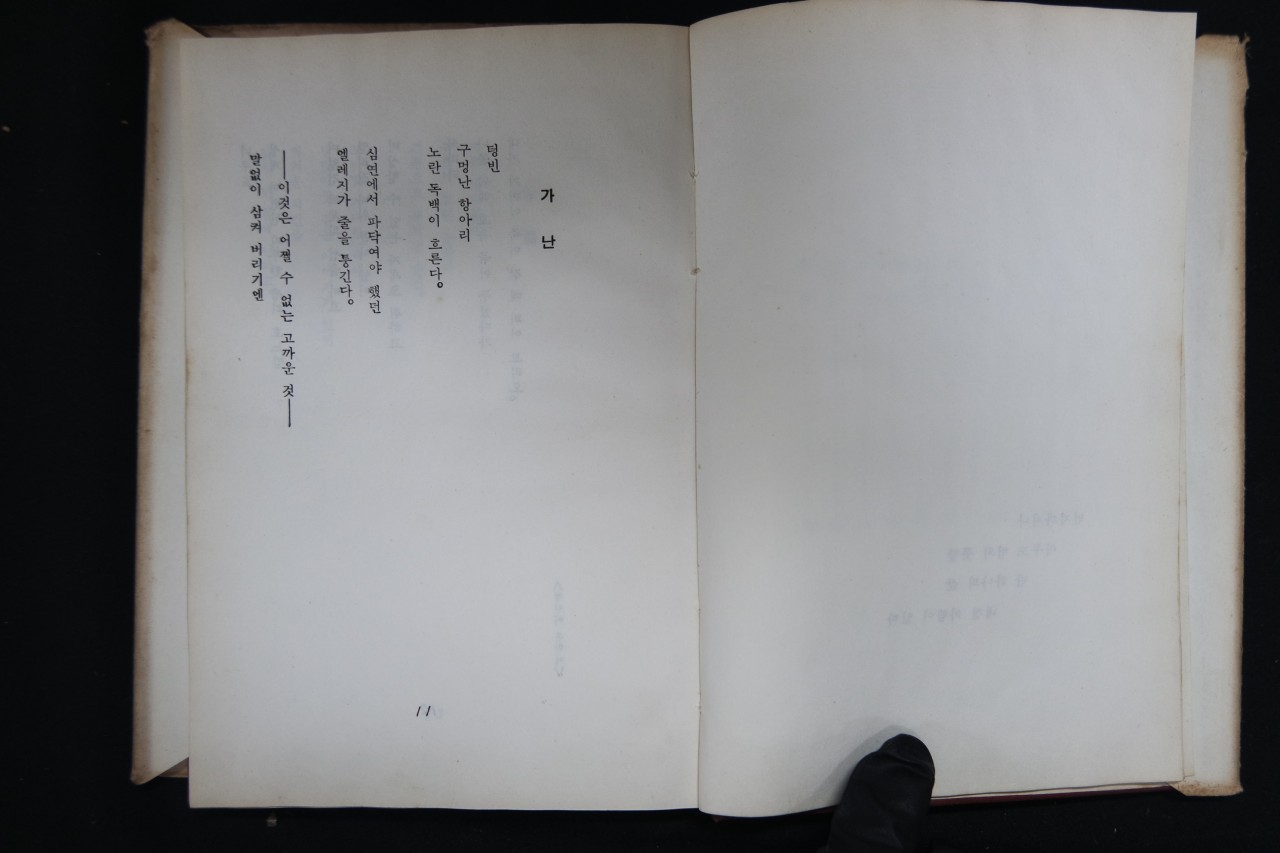 가난
텅빈
구멍난 항아리
노란 독백이 흐른다。
심연에서 파닥여야 했던
엘레지가 줄을 퉁긴다。
──이것은 어쩔 수 없는 고까운 것──
말없이 삼켜 버리기엔
11